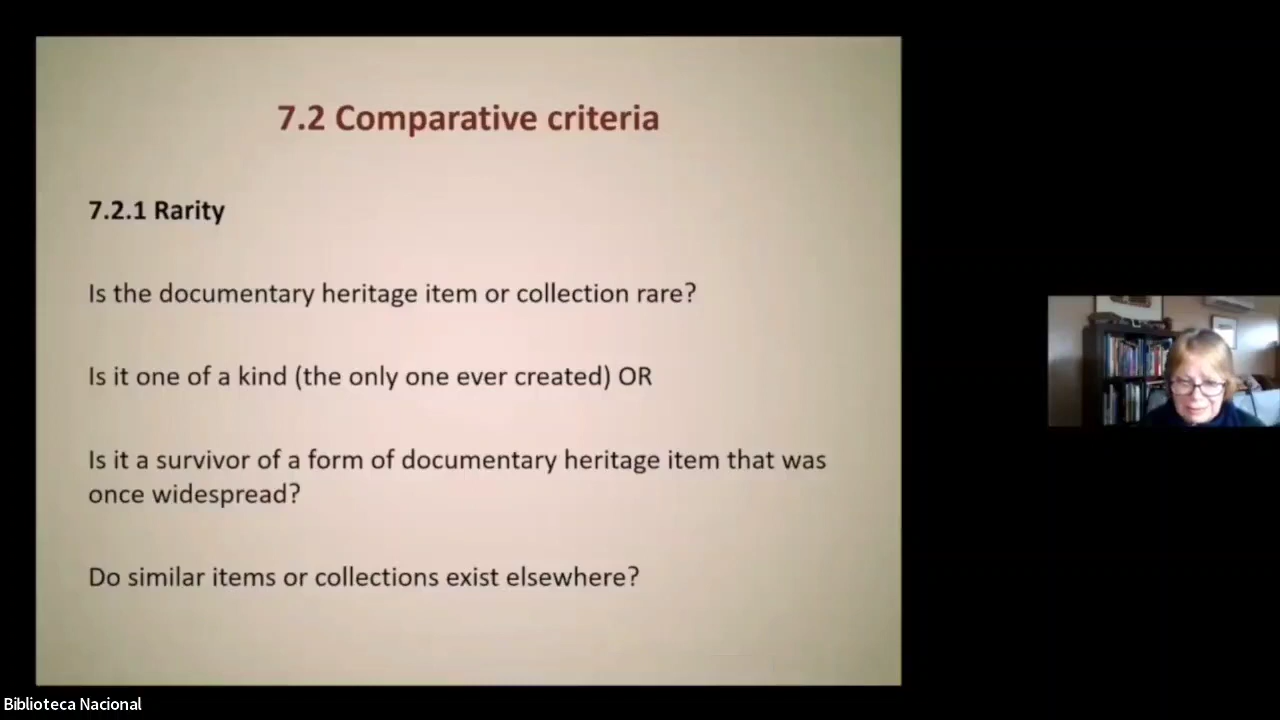 7.2 Comparative criteria
7.2.1 Rarity
Is the documentary heritage item or collection rare?
Is it one of a kind (the only one ever created) OR
Is it a survivor of a form of documentary heritage item that was
once widespread?
Do similar items or collections exist elsewhere?
Biblioteca Nacional